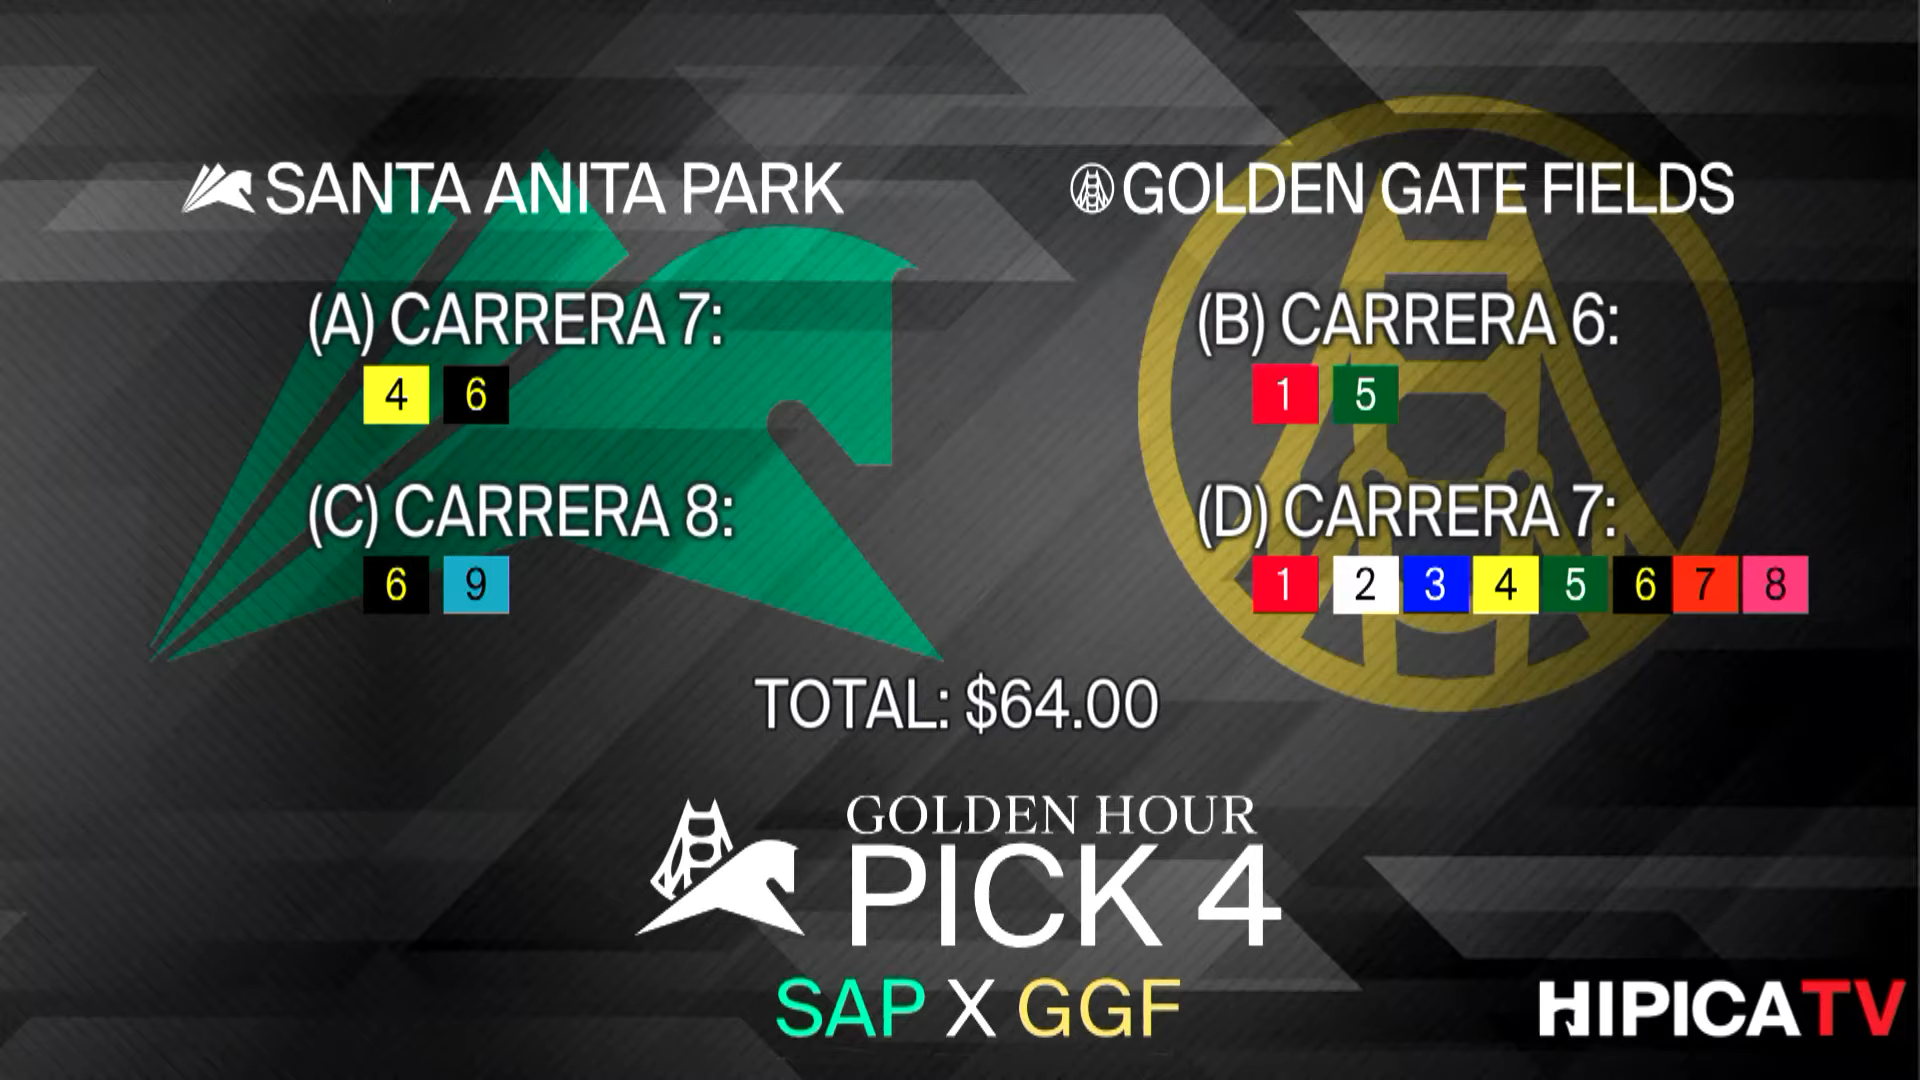 SANTA ANITA PARK
(A) CARRERA 7:
4 6
(C) CARRERA 8:
6 9
GOLDEN GATE FIELDS
(B) CARRERA 6:
1 5
(D) CARRERA 7:
1 2 3 4 5 6 7 8
TOTAL: $64.00
GOLDEN HOUR
PICK 4
SAP X GGF
HIPICATV